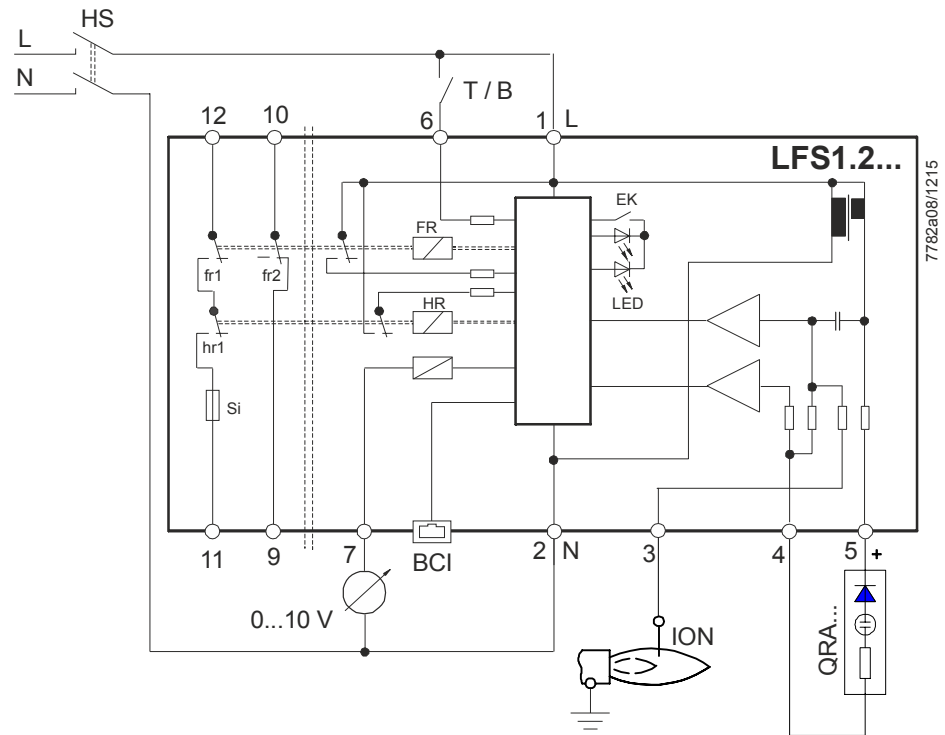 HS
L
N
T / B
12
10
6
1
L
LFS1.2...
7782a08/1215
EK
FR
fr1
fr2
LED
HR
hr1
Si
11
9
7
BCI
2
N
3
4
5
+
0...10 V
ION
QRA...